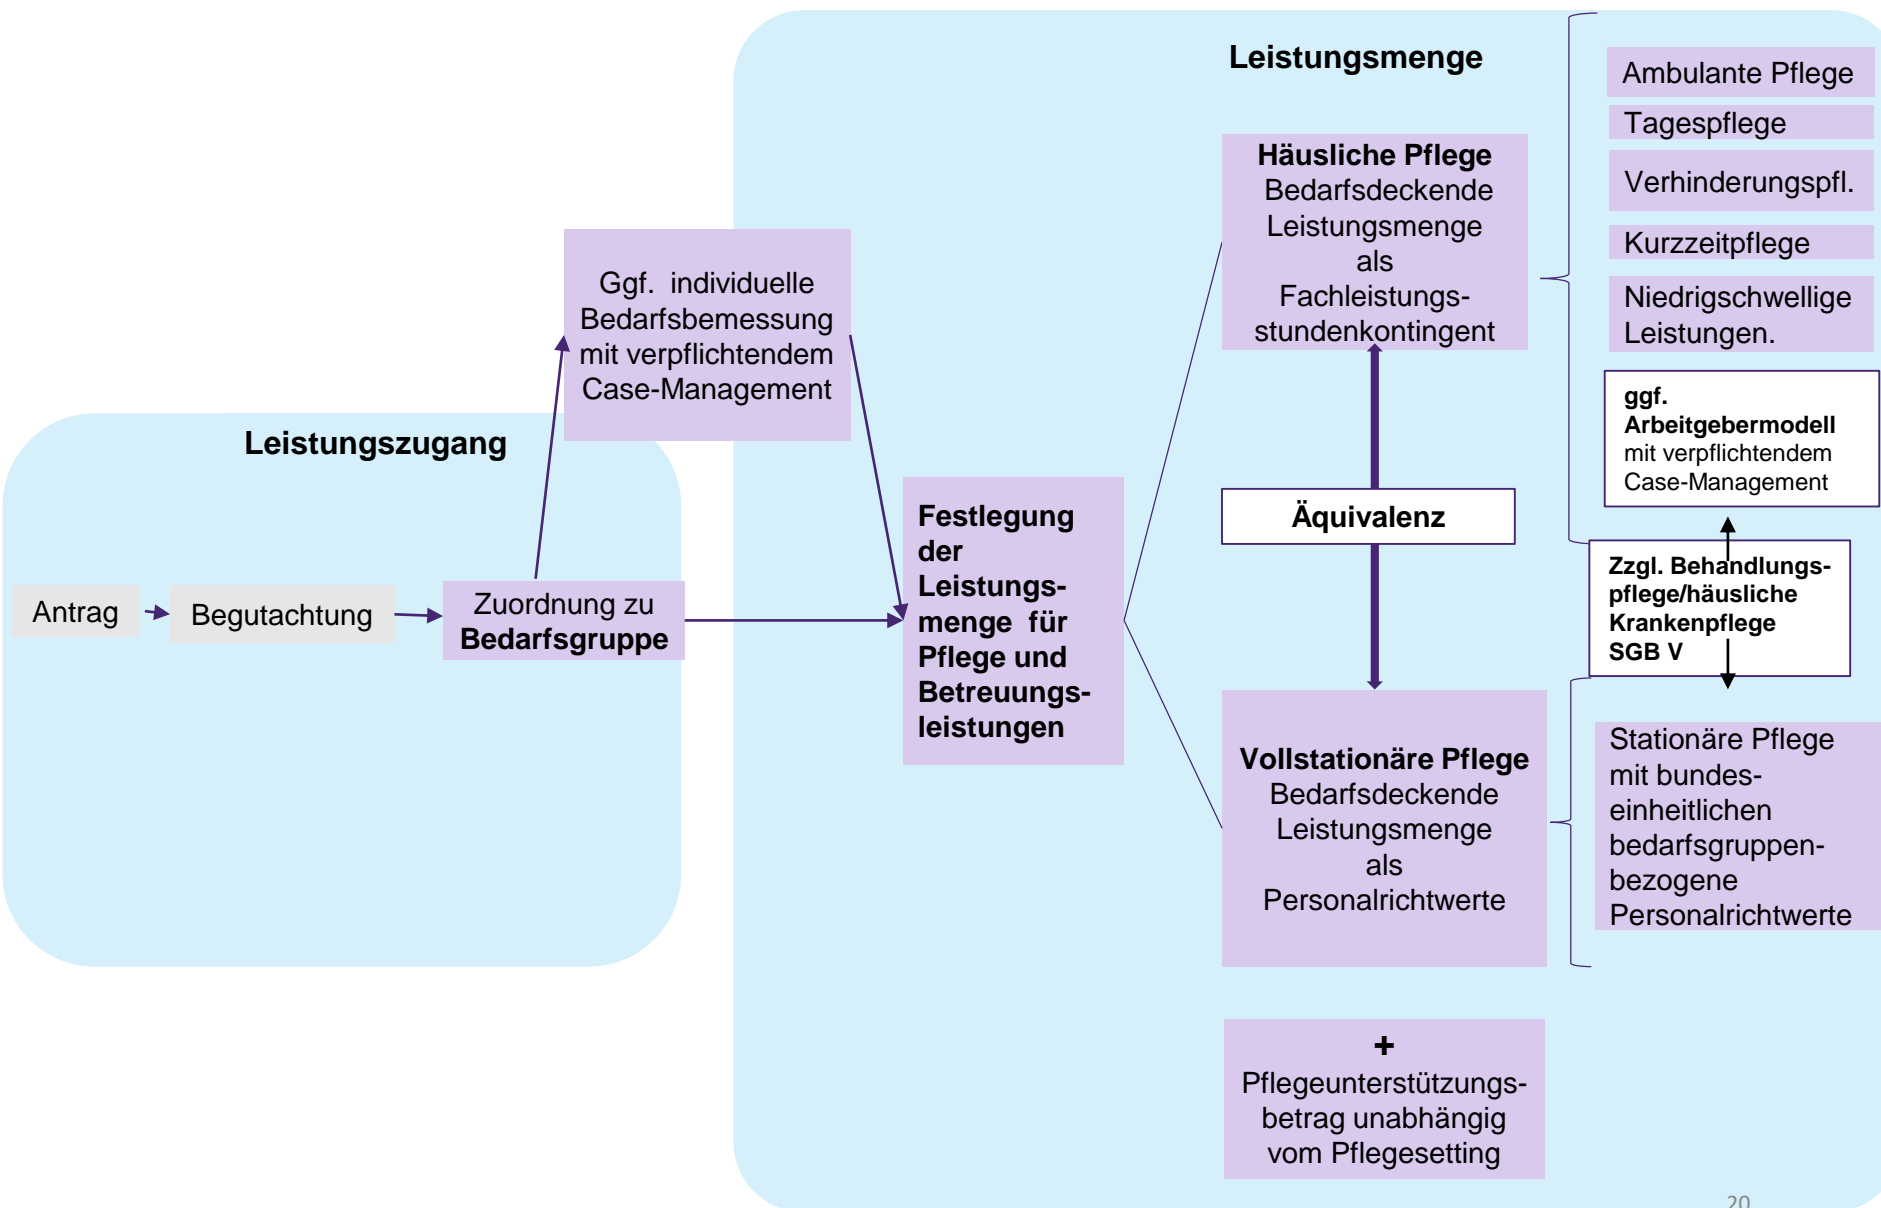 Leistungszugang
Antrag
Begutachtung
Zuordnung zu
Bedarfsgruppe
Ggf. individuelle
Bedarfsbemessung
mit verpflichtendem
Case-Management
Leistungsmenge
Festlegung
der
Leistungs-
menge für
Pflege und
Betreuungs-
leistungen
Häusliche Pflege
Bedarfsdeckende
Leistungsmenge
als
Fachleistungs-
stundenkontingent
Äquivalenz
Vollstationäre Pflege
Bedarfsdeckende
Leistungsmenge
als
Personalrichtwerte
+
Pflegeunterstützungs-
betrag unabhängig
vom Pflegesetting
Ambulante Pflege
Tagespflege
Verhinderungspfl.
Kurzzeitpflege
Niedrigschwellige
Leistungen.
ggf.
Arbeitgebermodell
mit verpflichtendem
Case-Management
Zzgl. Behandlungs-
pflege/häusliche
Krankenpflege
SGB V
Stationäre Pflege
mit bundes-
einheitlichen
bedarfsgruppen-
bezogene
Personalrichtwerte
20